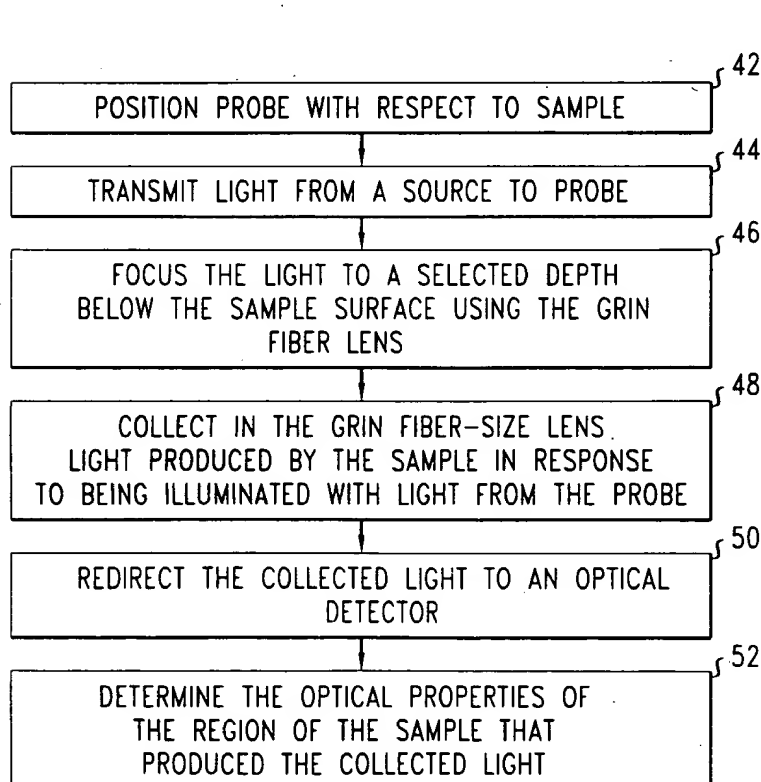 42
POSITION PROBE WITH RESPECT TO SAMPLE
44
TRANSMIT LIGHT FROM A SOURCE TO PROBE
46
FOCUS THE LIGHT TO A SELECTED DEPTH
BELOW THE SAMPLE SURFACE USING THE GRIN
FIBER LENS
48
COLLECT IN THE GRIN FIBER-SIZE LENS
LIGHT PRODUCED BY THE SAMPLE IN RESPONSE
TO BEING ILLUMINATED WITH LIGHT FROM THE PROBE
50
REDIRECT THE COLLECTED LIGHT TO AN OPTICAL
DETECTOR
52
DETERMINE THE OPTICAL PROPERTIES OF
THE REGION OF THE SAMPLE THAT
PRODUCED THE COLLECTED LIGHT